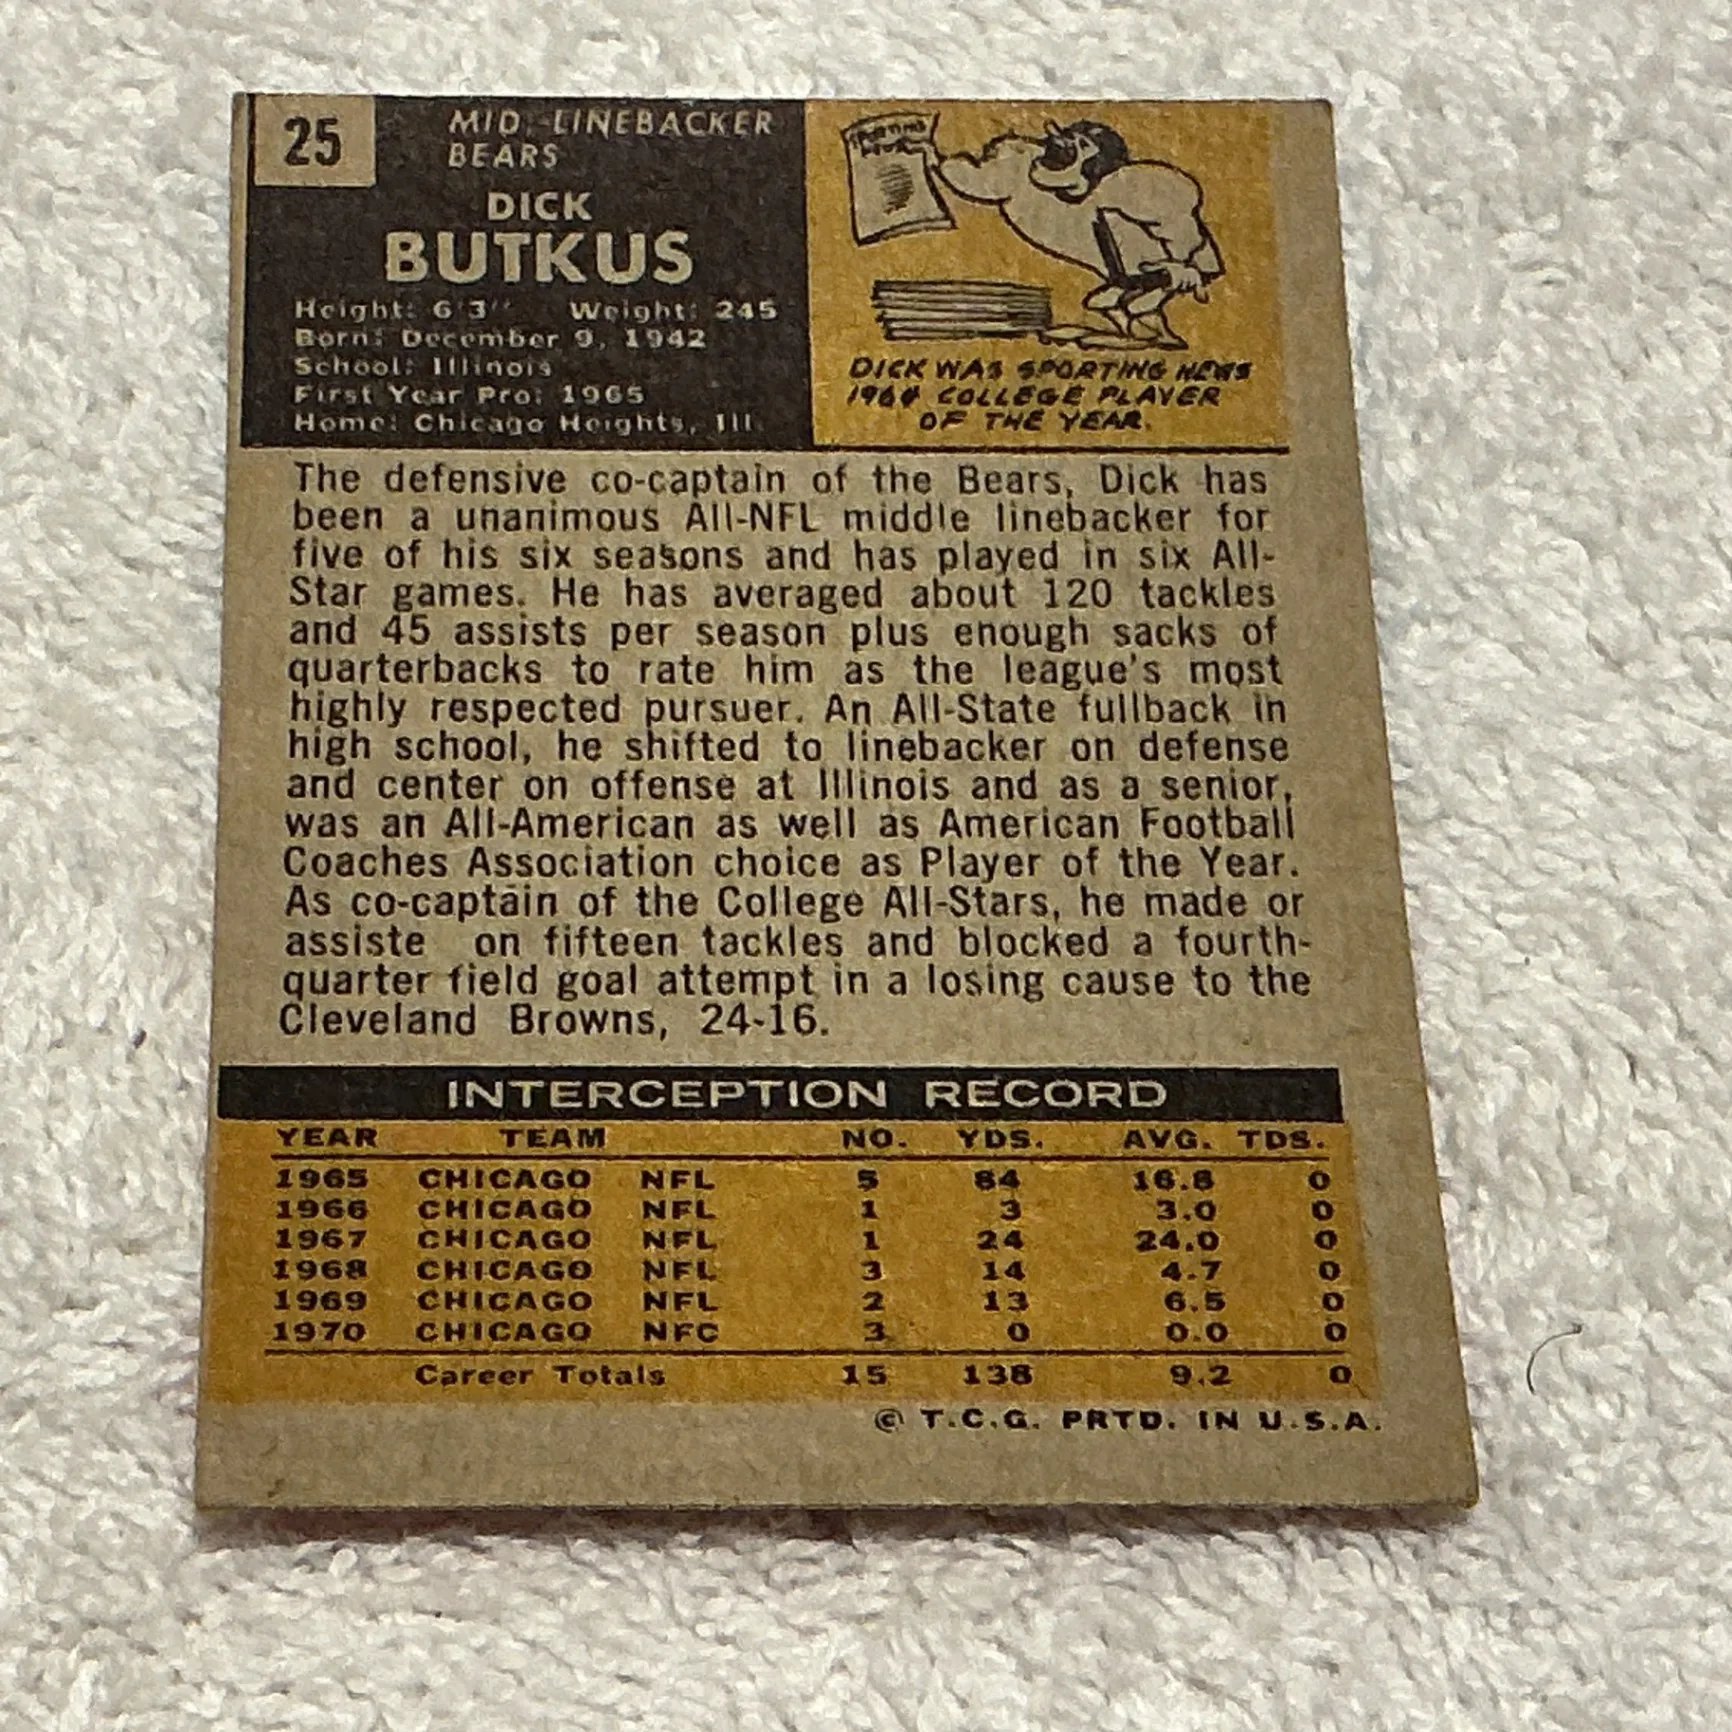 25
MID. LINEBACKER
BEARS
DICK
BUTKUS
Height: 6'3" Weight: 245
Born: December 9, 1942
School: Illinois
First Year Pro: 1965
Home: Chicago Heights, Ill.
DICK WAS SPORTING NEWS
1964 COLLEGE PLAYER
OF THE YEAR.
The defensive co-captain of the Bears, Dick has
been a unanimous All-NFL middle linebacker for
five of his six seasons and has played in six All-
Star games. He has averaged about 120 tackles
and 45 assists per season plus enough sacks of
quarterbacks to rate him as the league's most
highly respected pursuer. An All-State fullback in
high school, he shifted to linebacker on defense
and center on offense at Illinois and as a senior,
was an All-American as well as American Football
Coaches Association choice as Player of the Year.
As co-captain of the College All-Stars, he made or
assiste on fifteen tackles and blocked a fourth-
quarter field goal attempt in a losing cause to the
Cleveland Browns, 24-16.
INTERCEPTION RECORD
YEAR TEAM NO. YDS. AVG. TDS.
1965 CHICAGO NFL 5 84 16.8 0
1966 CHICAGO NFL 1 3 3.0 0
1967 CHICAGO NFL 1 24 24.0 0
1968 CHICAGO NFL 3 14 4.7 0
1969 CHICAGO NFL 2 13 6.5 0
1970 CHICAGO NFC 3 0 0.0 0
Career Totals 15 138 9.2 0
© T.C.G. PRTD. IN U.S.A.